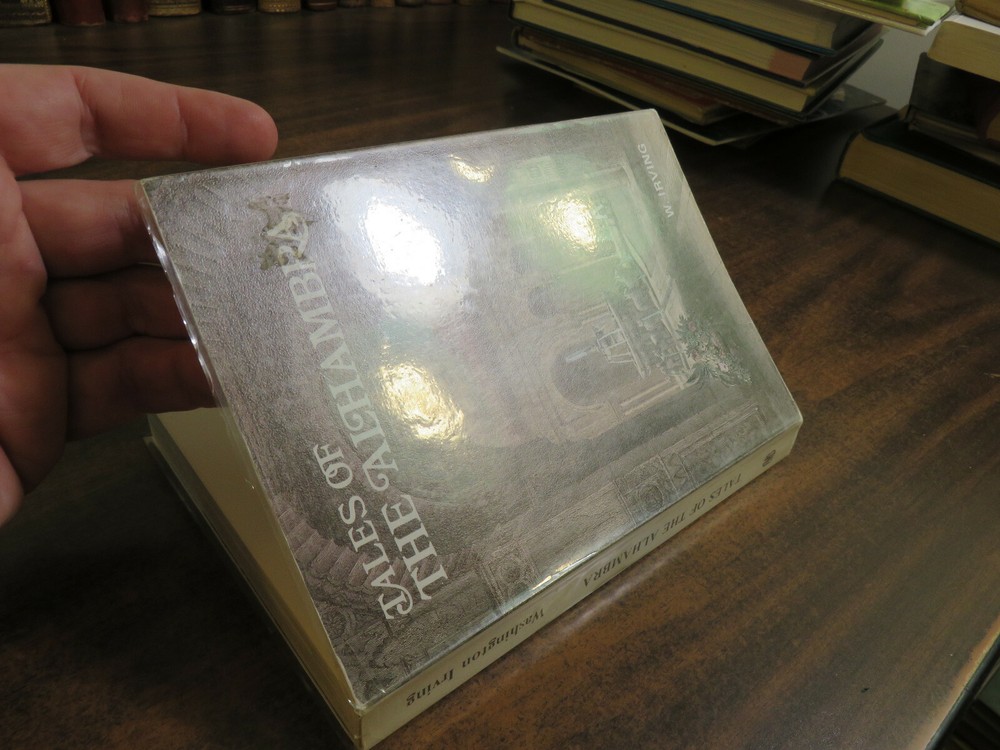 TALES OF
THE ALHAMBRA
W. IRVING
Washington Irving
TALES OF THE ALHAMBRA